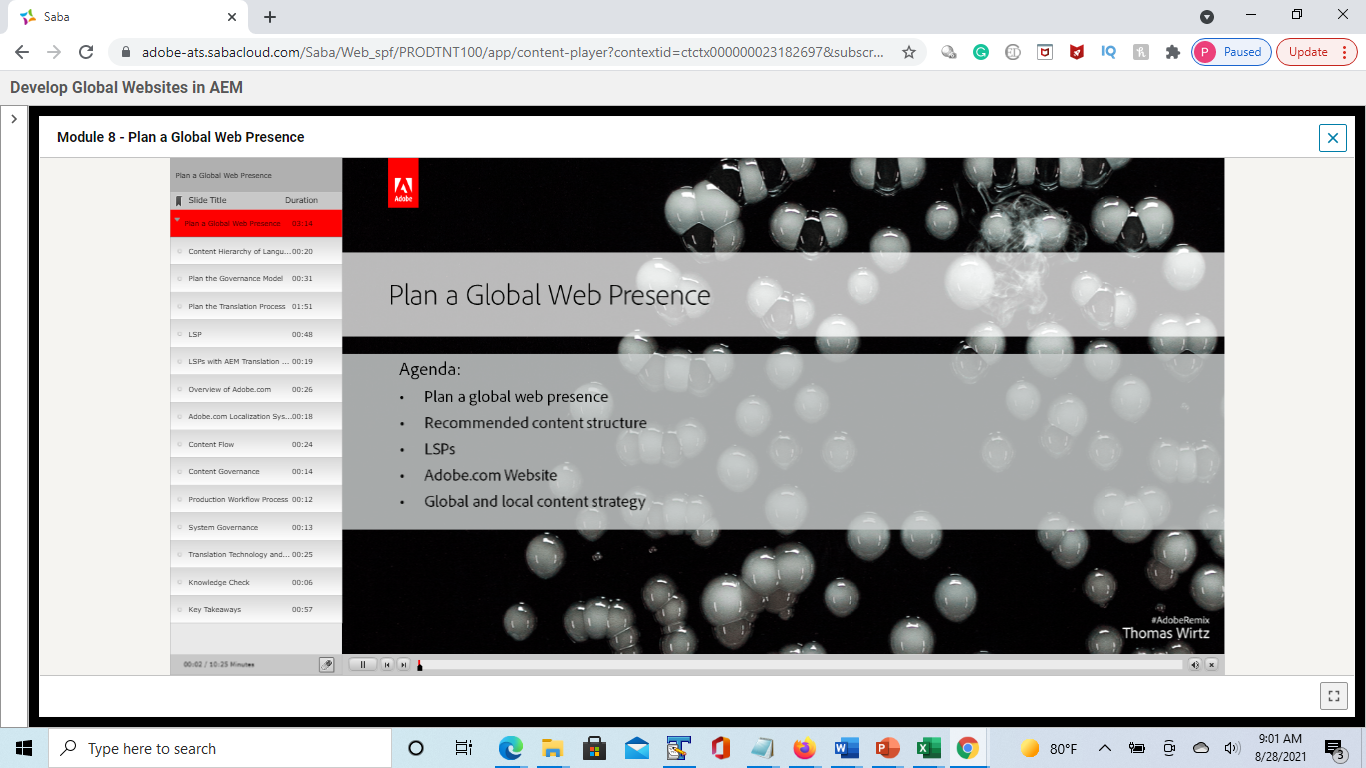 Saba
adobe-ats.sabacloud.com/Saba/Web_spf/PRODTNT100/app/content-player?contextid=ctctx000000023182697&subscr...
P Paused
Update
Develop Global Websites in AEM
Module 8 - Plan a Global Web Presence
Plan a Global Web Presence
Slide Title Duration
Plan a Global Web Presence 03:14
Content Hierarchy of Langu... 00:20
Plan the Governance Model 00:31
Plan the Translation Process 01:51
LSP 00:48
LSPs with AEM Translation ... 00:19
Overview of Adobe.com 00:26
Adobe.com Localization Sys... 00:18
Content Flow 00:24
Content Governance 00:14
Production Workflow Process 00:12
System Governance 00:13
Translation Technology and... 00:25
Knowledge Check 00:06
Key Takeaways 00:57
00:02 / 10:25 Minutes
Adobe
Plan a Global Web Presence
Agenda:
• Plan a global web presence
• Recommended content structure
• LSPs
• Adobe.com Website
• Global and local content strategy
#AdobeRemix
Thomas Wirtz
Type here to search
80°F
9:01 AM
8/28/2021
3